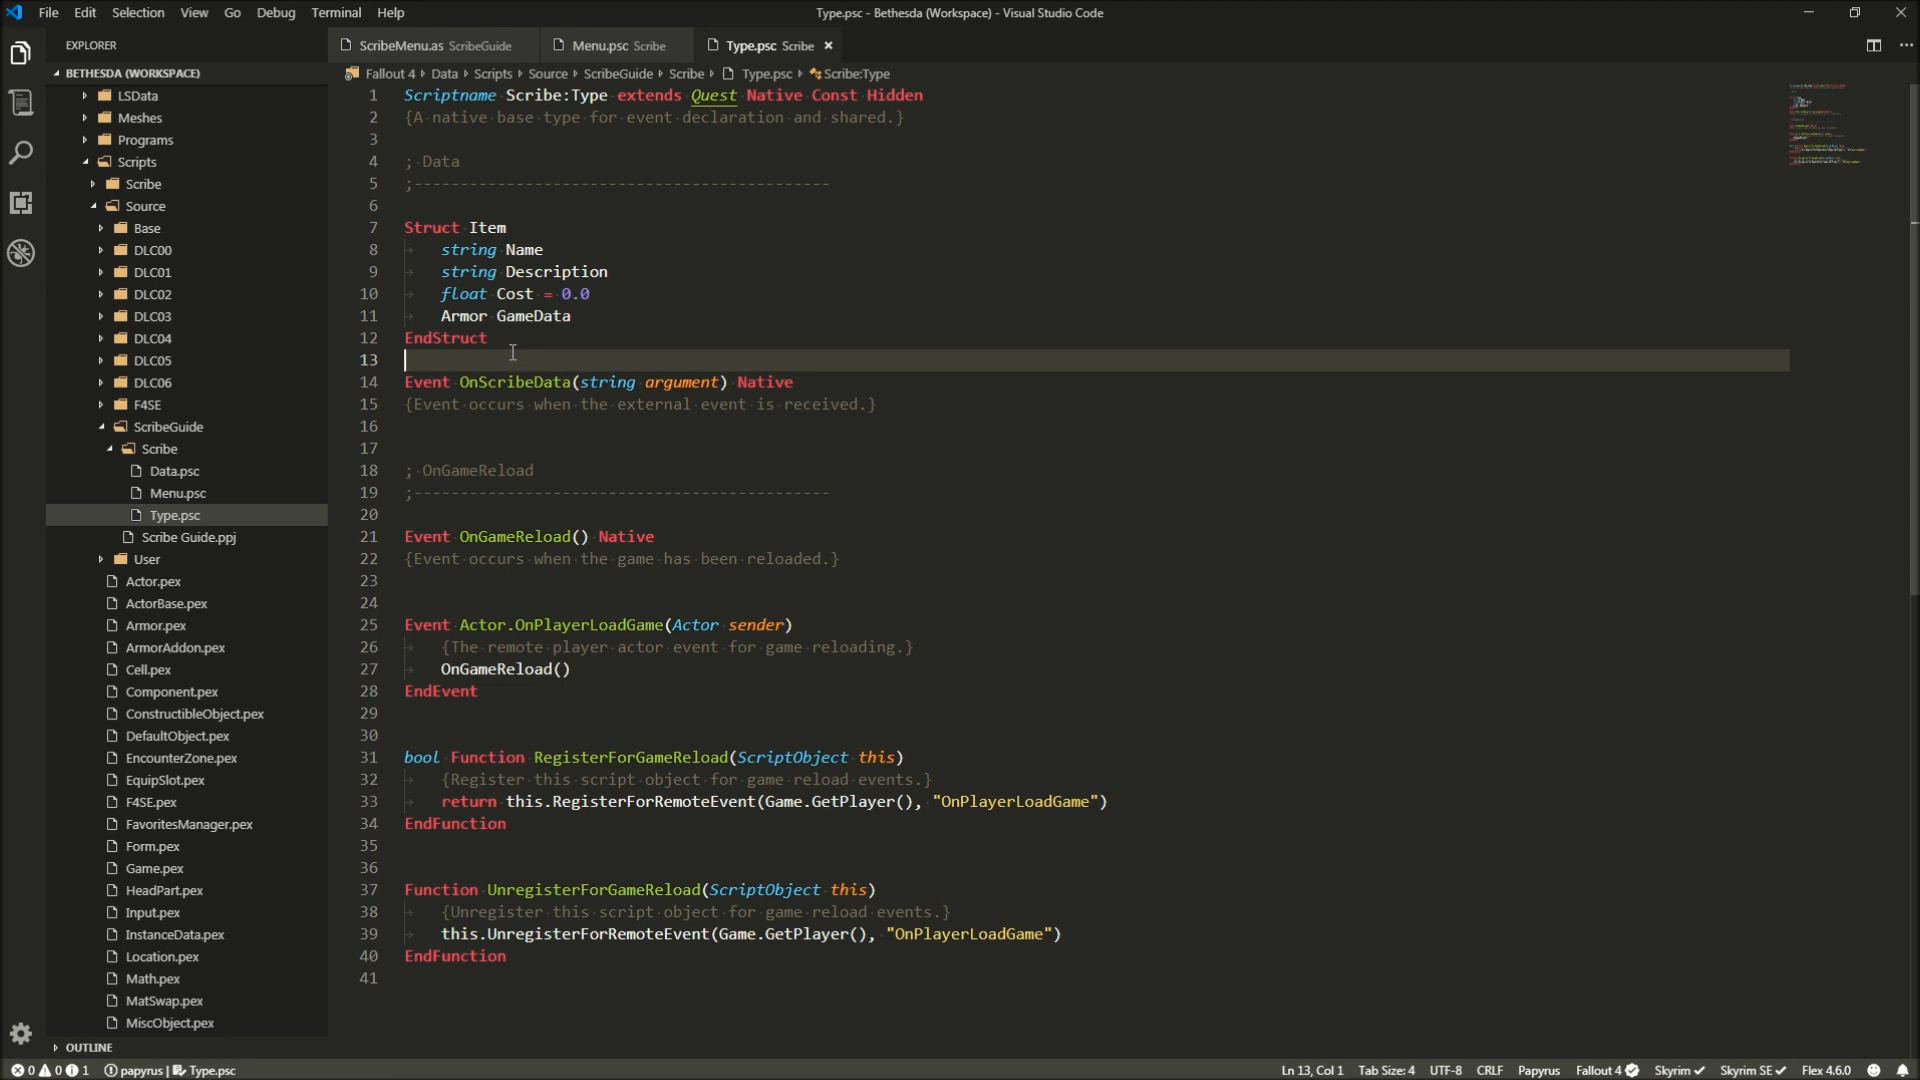 File Edit Selection View Go Debug Terminal Help
Type.psc - Bethesda (Workspace) - Visual Studio Code
EXPLORER
ScribeMenu.as ScribeGuide
Menu.psc Scribe
Type.psc Scribe
BETHESDA (WORKSPACE)
Fallout 4 Data Scripts Source ScribeGuide Scribe Type.psc Scribe:Type
LSData
Meshes
Programs
Scripts
Scribe
Source
Base
DLC00
DLC01
DLC02
DLC03
DLC04
DLC05
DLC06
F4SE
ScribeGuide
Scribe
Data.psc
Menu.psc
Type.psc
Scribe Guide.ppj
User
Actor.pex
ActorBase.pex
Armor.pex
ArmorAddon.pex
Cell.pex
Component.pex
ConstructibleObject.pex
DefaultObject.pex
EncounterZone.pex
EquipSlot.pex
F4SE.pex
FavoritesManager.pex
Form.pex
Game.pex
HeadPart.pex
Input.pex
InstanceData.pex
Location.pex
Math.pex
MatSwap.pex
MiscObject.pex
OUTLINE
1 Scriptname Scribe:Type extends Quest Native Const Hidden
2 {A native base type for event declaration and shared.}
3
4 ; Data
5 ;---------------------------------------------
6
7 Struct Item
8 string Name
9 string Description
10 float Cost = 0.0
11 Armor GameData
12 EndStruct
13
14 Event OnScribeData(string argument) Native
15 {Event occurs when the external event is received.}
16
17
18 ; OnGameReload
19 ;---------------------------------------------
20
21 Event OnGameReload() Native
22 {Event occurs when the game has been reloaded.}
23
24
25 Event Actor.OnPlayerLoadGame(Actor sender)
26 {The remote player actor event for game reloading.}
27 OnGameReload()
28 EndEvent
29
30
31 bool Function RegisterForGameReload(ScriptObject this)
32 {Register this script object for game reload events.}
33 return this.RegisterForRemoteEvent(Game.GetPlayer(), "OnPlayerLoadGame")
34 EndFunction
35
36
37 Function UnregisterForGameReload(ScriptObject this)
38 {Unregister this script object for game reload events.}
39 this.UnregisterForRemoteEvent(Game.GetPlayer(), "OnPlayerLoadGame")
40 EndFunction
41
0 0 1 papyrus | Type.psc
Ln 13, Col 1 Tab Size: 4 UTF-8 CRLF Papyrus Fallout 4 Skyrim Skyrim SE Flex 4.6.0